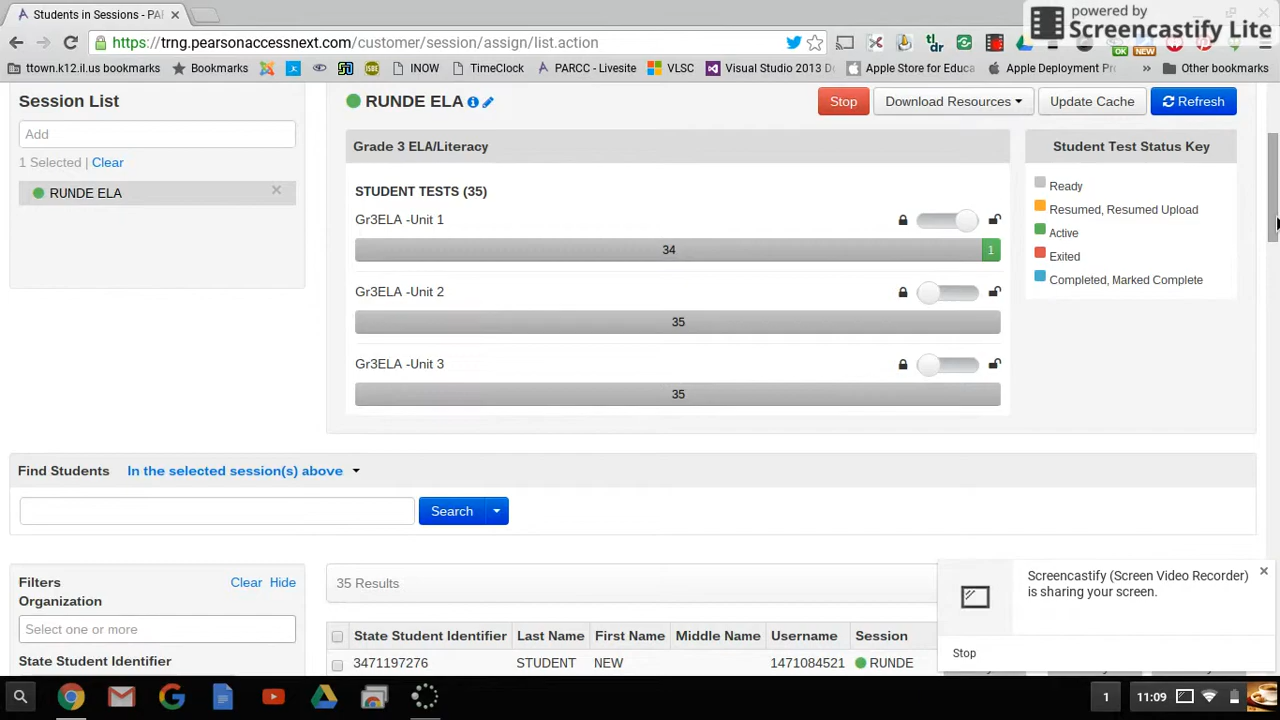 Students in Sessions - PA
powered by
Screencastify Lite
https://trng.pearsonaccessnext.com/customer/session/assign/list.action
ttown.k12.il.us bookmarks
Bookmarks
TimeClock
PARCC - Livesite
VLSC
Visual Studio 2013 D
Apple Store for Educa
Apple Deployment Pr
»
Other bookmarks
OK
NEW
Session List
Add
1 Selected | Clear
RUNDE ELA
RUNDE ELA
Stop
Download Resources
Update Cache
Refresh
Grade 3 ELA/Literacy
STUDENT TESTS (35)
Gr3ELA -Unit 1
34
1
Gr3ELA -Unit 2
35
Gr3ELA -Unit 3
35
Student Test Status Key
Ready
Resumed, Resumed Upload
Active
Exited
Completed, Marked Complete
Find Students In the selected session(s) above
Search
Filters
Clear Hide
Organization
Select one or more
State Student Identifier
35 Results
State Student Identifier Last Name First Name Middle Name Username Session
3471197276 STUDENT NEW 1471084521 RUNDE
Screencastify (Screen Video Recorder)
is sharing your screen.
Stop
1
11:09